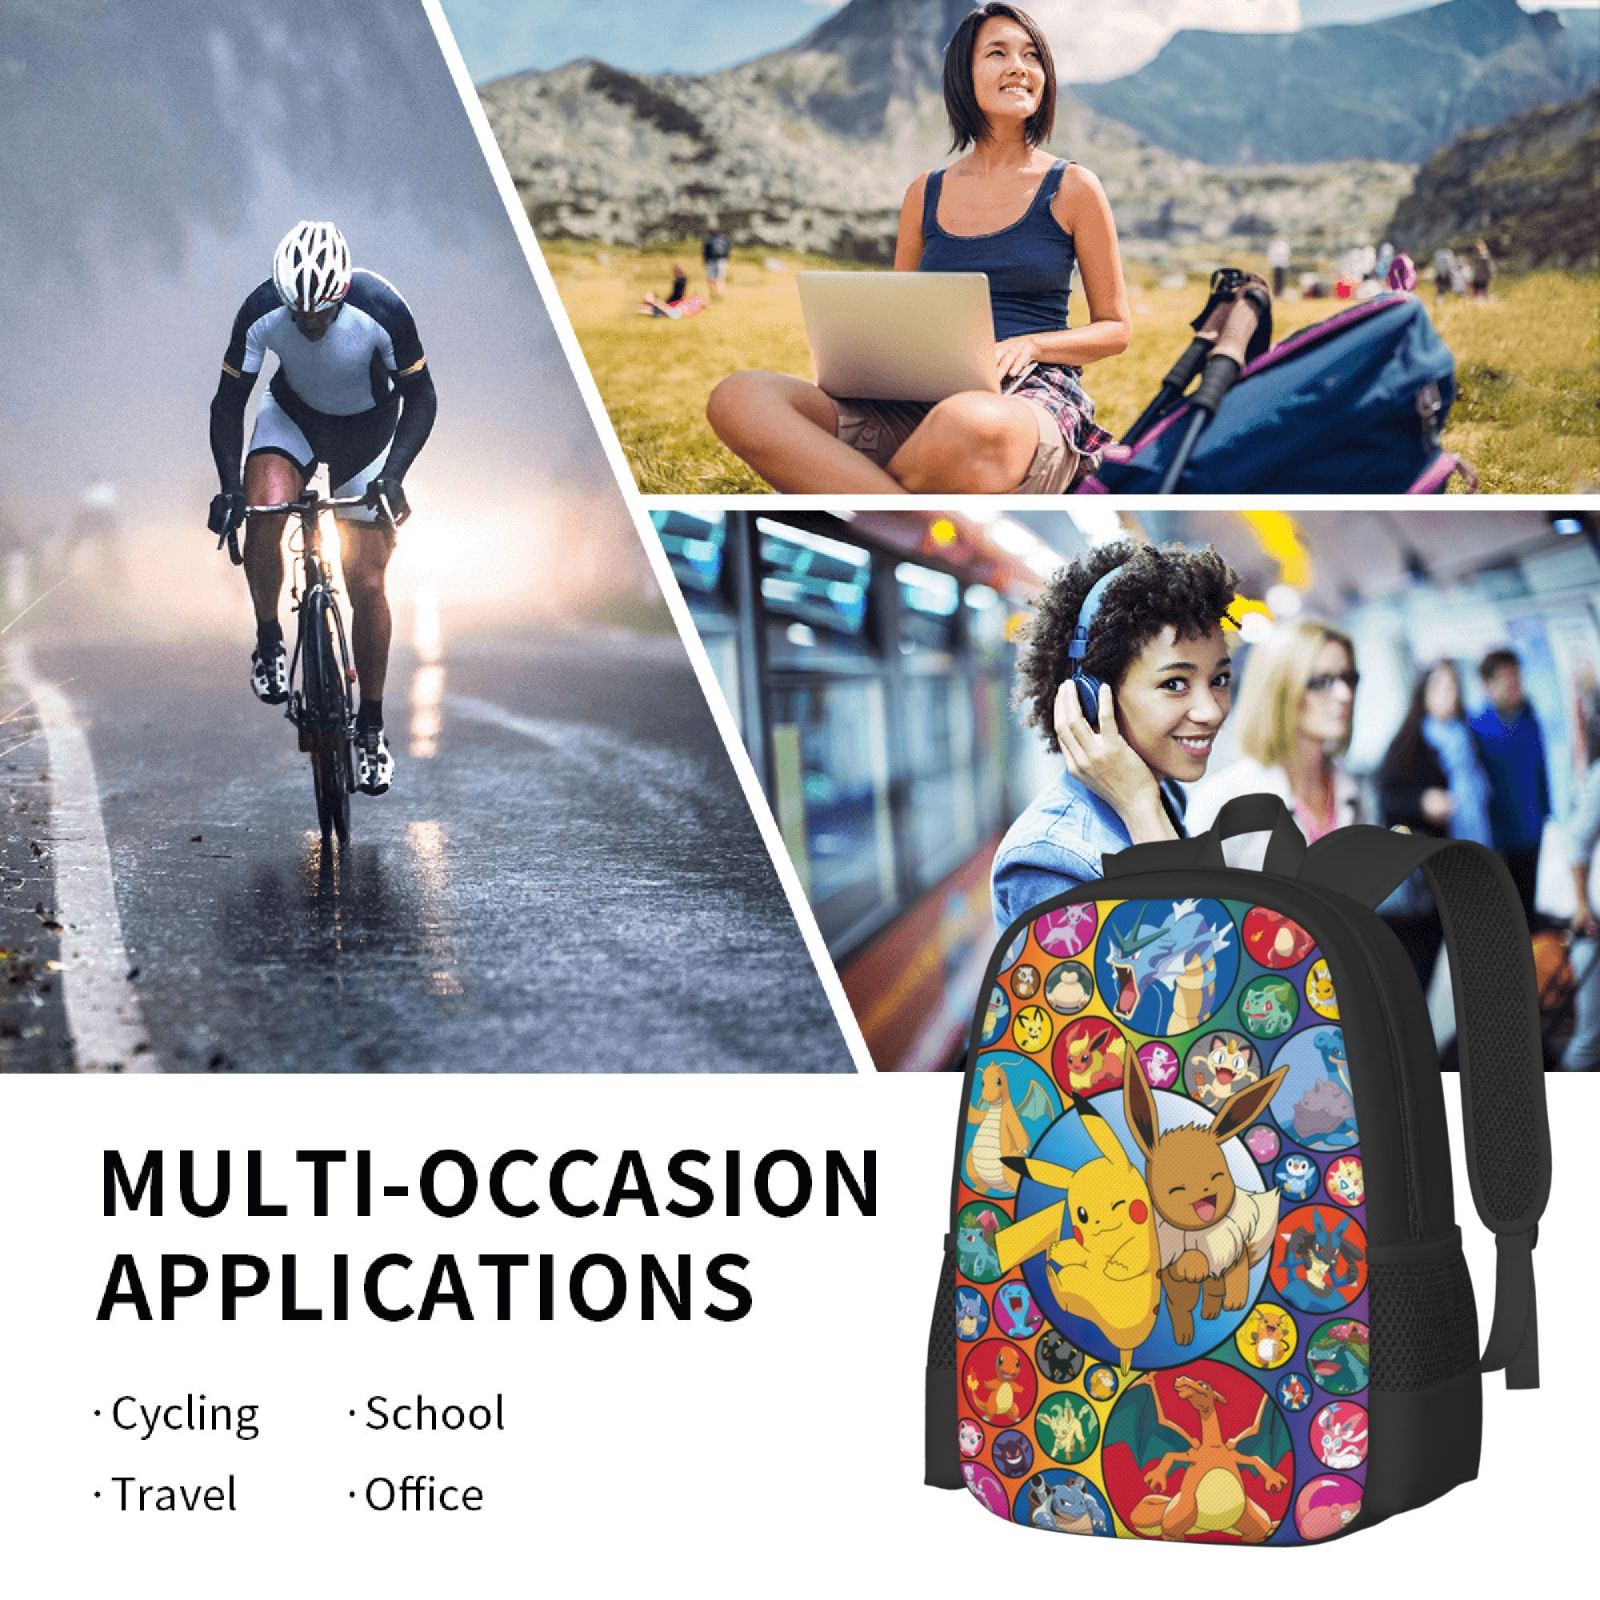 MULTI-OCCASION
APPLICATIONS
· Cycling
· School
· Travel
· Office